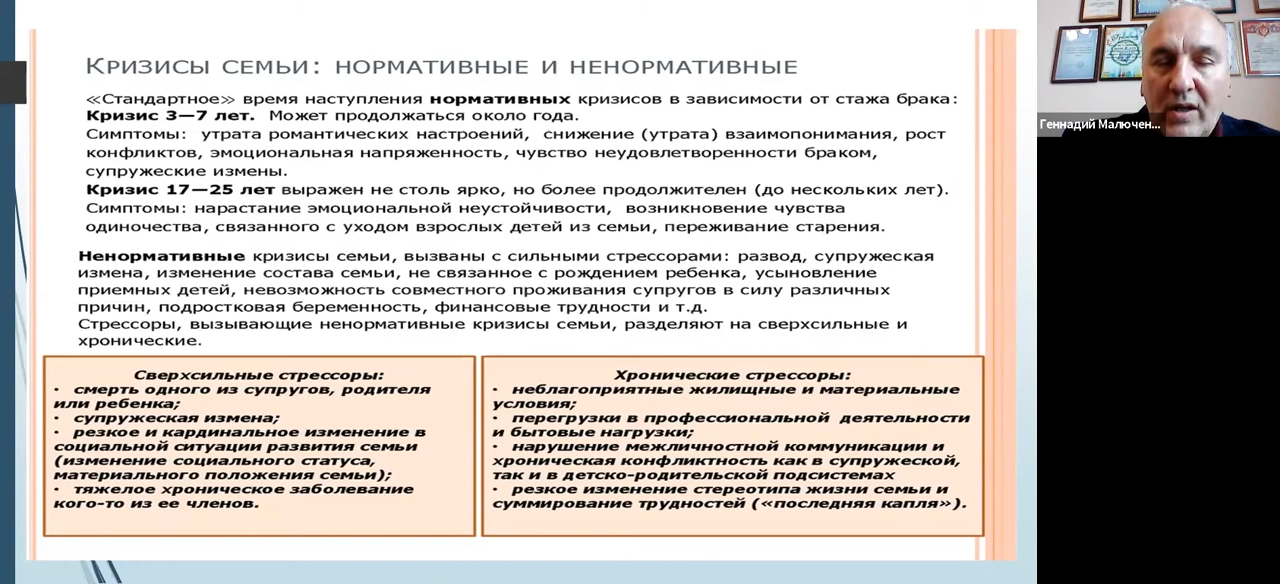 Кризисы семьи: нормативные и ненормативные
«Стандартное» время наступления нормативных кризисов в зависимости от стажа брака:
Кризис 3—7 лет. Может продолжаться около года.
Симптомы: утрата романтических настроений, снижение (утрата) взаимопонимания, рост
конфликтов, эмоциональная напряженность, чувство неудовлетворенности браком,
супружеские измены.
Кризис 17—25 лет выражен не столь ярко, но более продолжителен (до нескольких лет).
Симптомы: нарастание эмоциональной неустойчивости, возникновение чувства
одиночества, связанного с уходом взрослых детей из семьи, переживание старения.
Ненормативные кризисы семьи, вызваны с сильными стрессорами: развод, супружеская
измена, изменение состава семьи, не связанное с рождением ребенка, усыновление
приемных детей, невозможность совместного проживания супругов в силу различных
причин, подростковая беременность, финансовые трудности и т.д.
Стрессоры, вызывающие ненормативные кризисы семьи, разделяют на сверхсильные и
хронические.
Сверхсильные стрессоры:
• смерть одного из супругов, родителя
или ребенка;
• супружеская измена;
• резкое и кардинальное изменение в
социальной ситуации развития семьи
(изменение социального статуса,
материального положения семьи);
• тяжелое хроническое заболевание
кого-то из ее членов.
Хронические стрессоры:
• неблагоприятные жилищные и материальные
условия;
• перегрузки в профессиональной деятельности
и бытовые нагрузки;
• нарушение межличностной коммуникации и
хроническая конфликтность как в супружеской,
так и в детско-родительской подсистемах
• резкое изменение стереотипа жизни семьи и
суммирование трудностей («последняя капля»).
Геннадий Малючен...